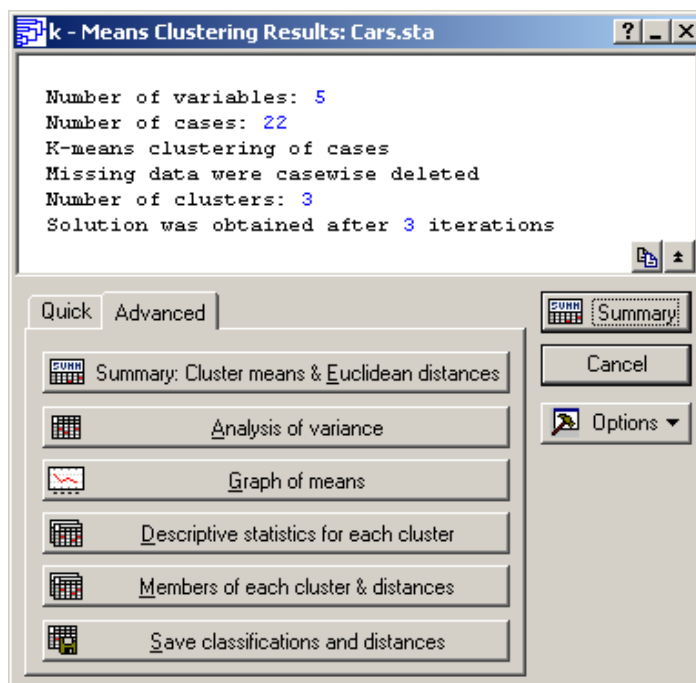 k - Means Clustering Results: Cars.sta
Number of variables: 5
Number of cases: 22
K-means clustering of cases
Missing data were casewise deleted
Number of clusters: 3
Solution was obtained after 3 iterations
Quick
Advanced
SUMM Summary
SUMM Summary: Cluster means & Euclidean distances
Cancel
Analysis of variance
Options
Graph of means
Descriptive statistics for each cluster
Members of each cluster & distances
Save classifications and distances